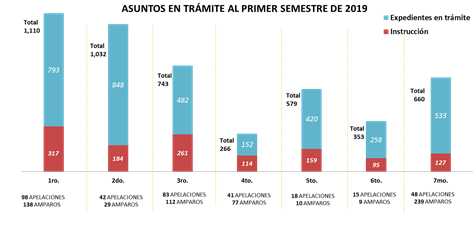 ASUNTOS EN TRÁMITE AL PRIMER SEMESTRE DE 2019
Expedientes en trámite
Instrucción
Total
1,110
Total
1,032
Total
743
Total
266
Total
579
Total
353
Total
660
793
848
482
152
420
258
533
317
184
261
114
159
95
127
1ro.
2do.
3ro.
4to.
5to.
6to.
7mo.
98 APELACIONES
138 AMPAROS
42 APELACIONES
29 AMPAROS
83 APELACIONES
112 AMPAROS
41 APELACIONES
77 AMPAROS
18 APELACIONES
10 AMPAROS
15 APELACIONES
9 AMPAROS
48 APELACIONES
239 AMPAROS